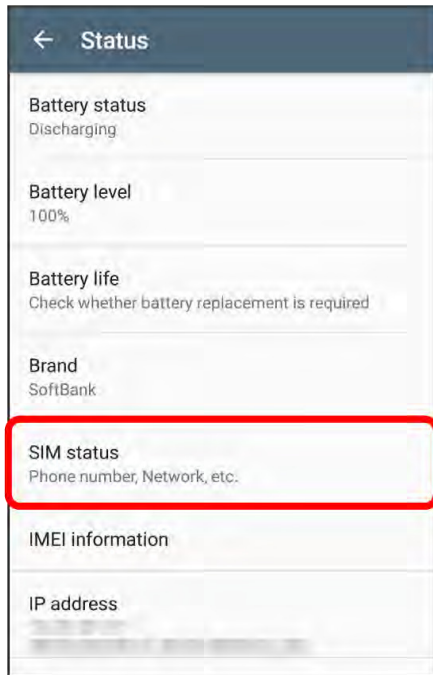 Status
Battery status
Discharging
Battery level
100%
Battery life
Check whether battery replacement is required
Brand
SoftBank
SIM status
Phone number, Network, etc.
IMEI information
IP address